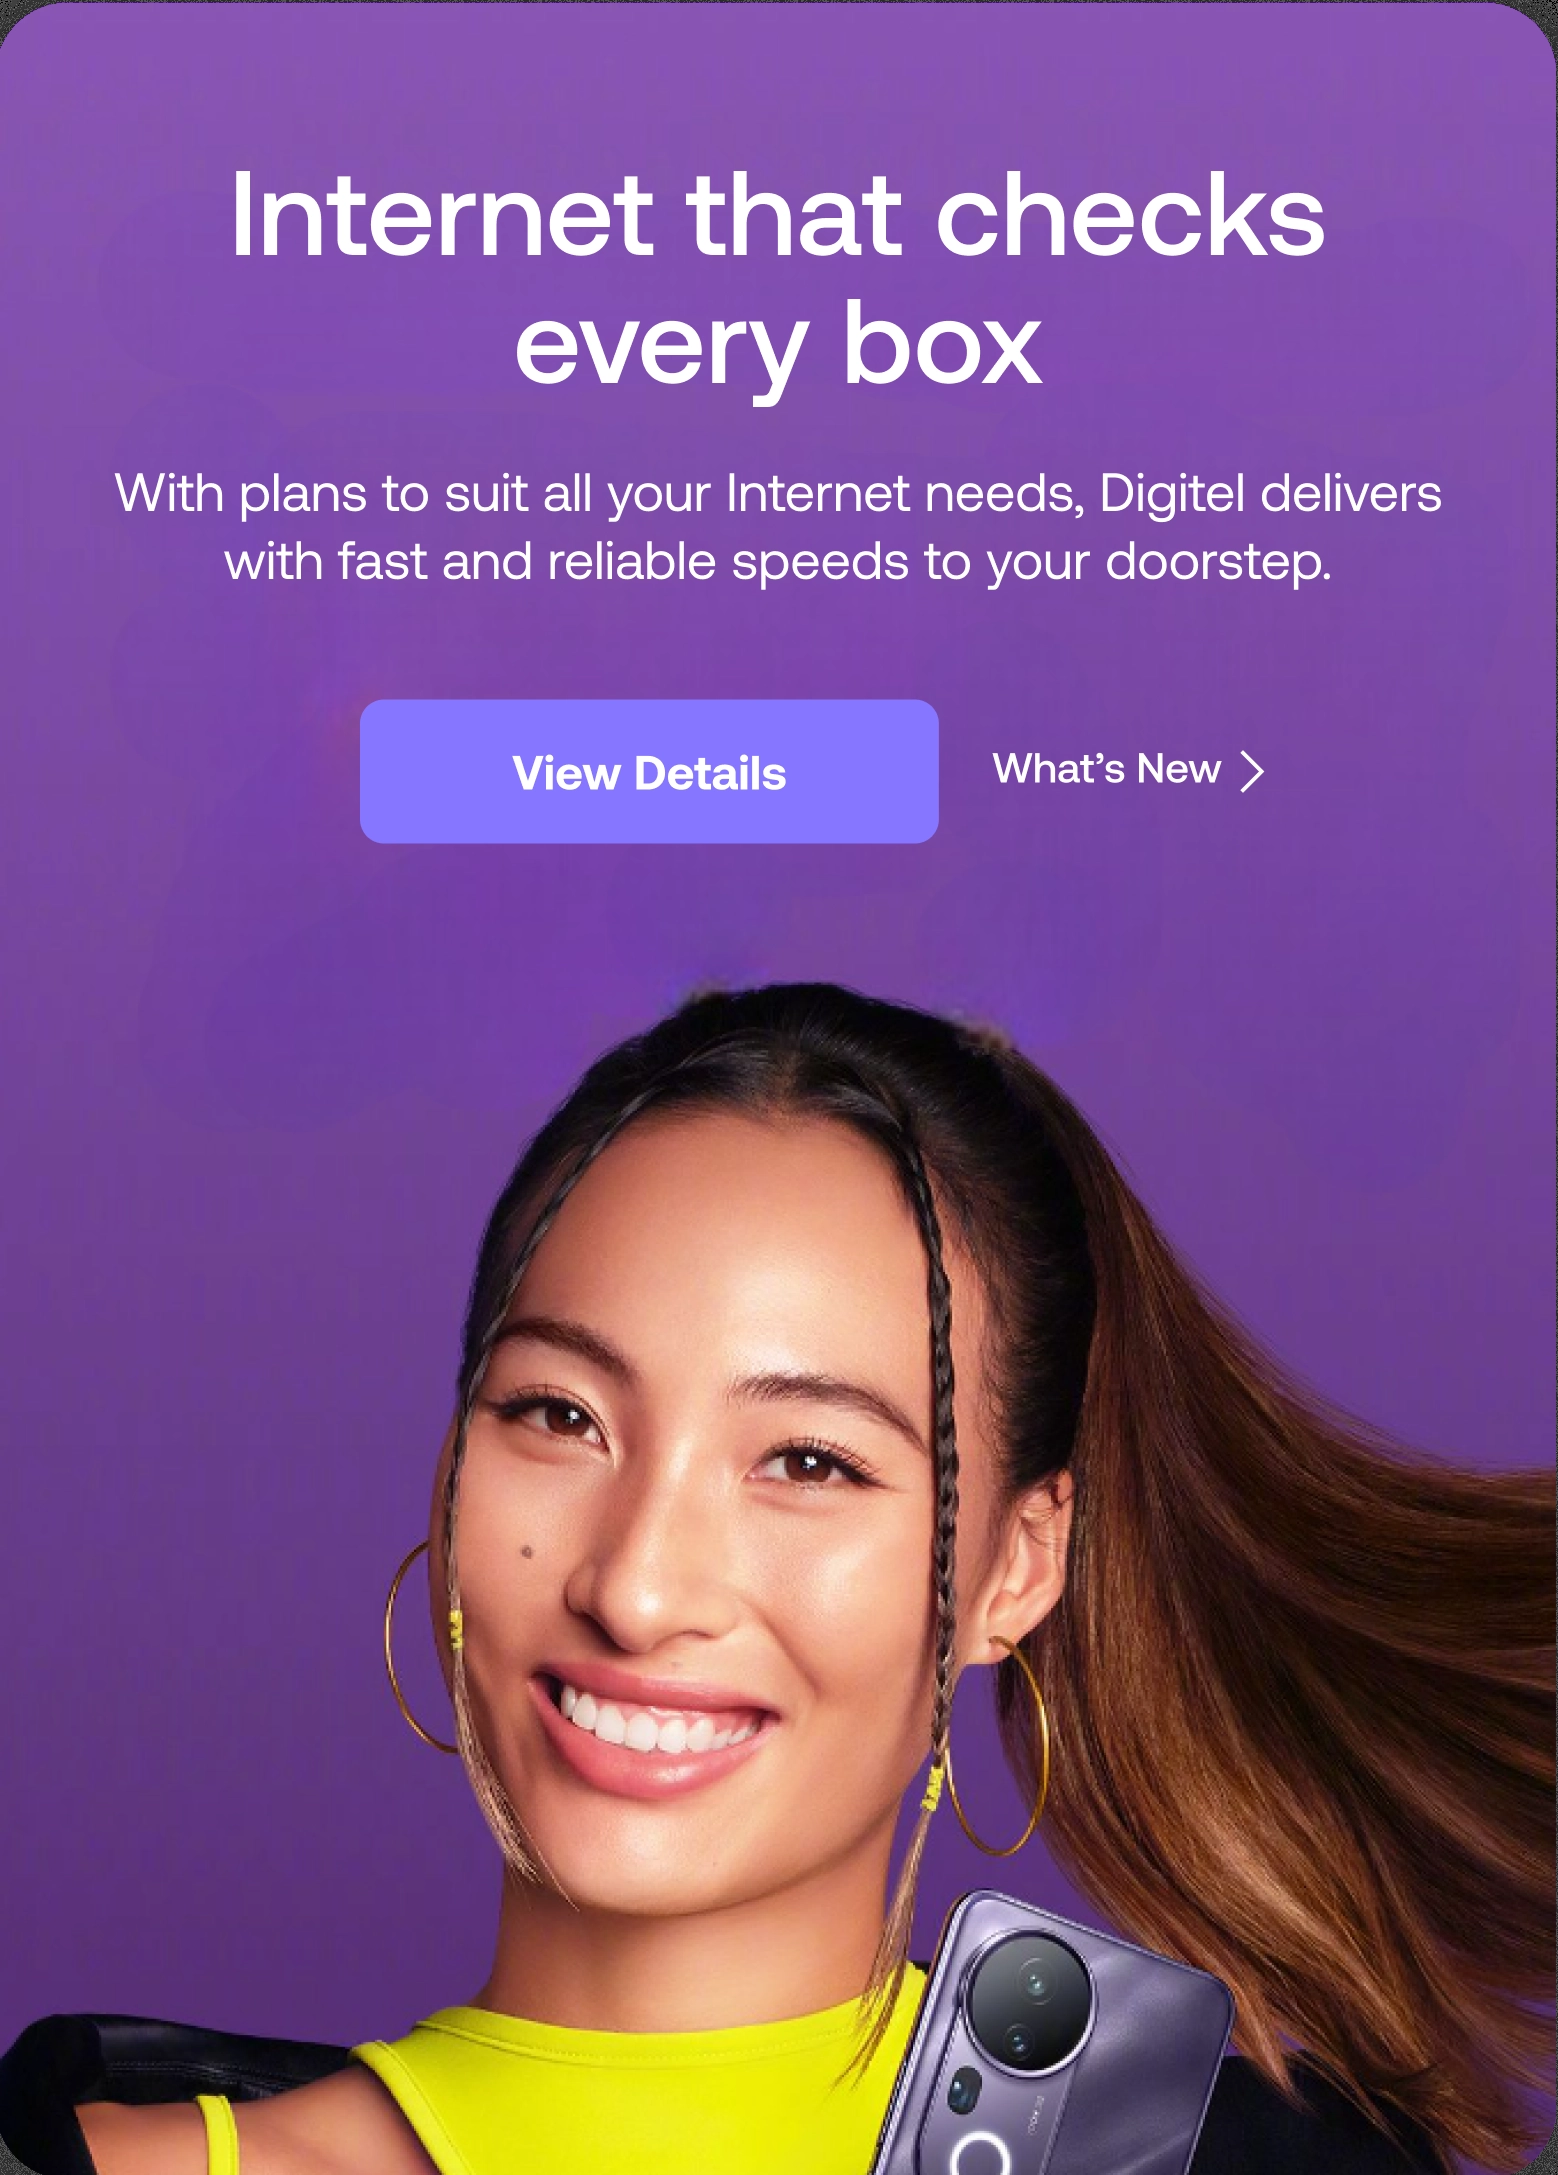 Internet that checks
every box
With plans to suit all your Internet needs, Digitel delivers
with fast and reliable speeds to your doorstep.
View Details
What’s New